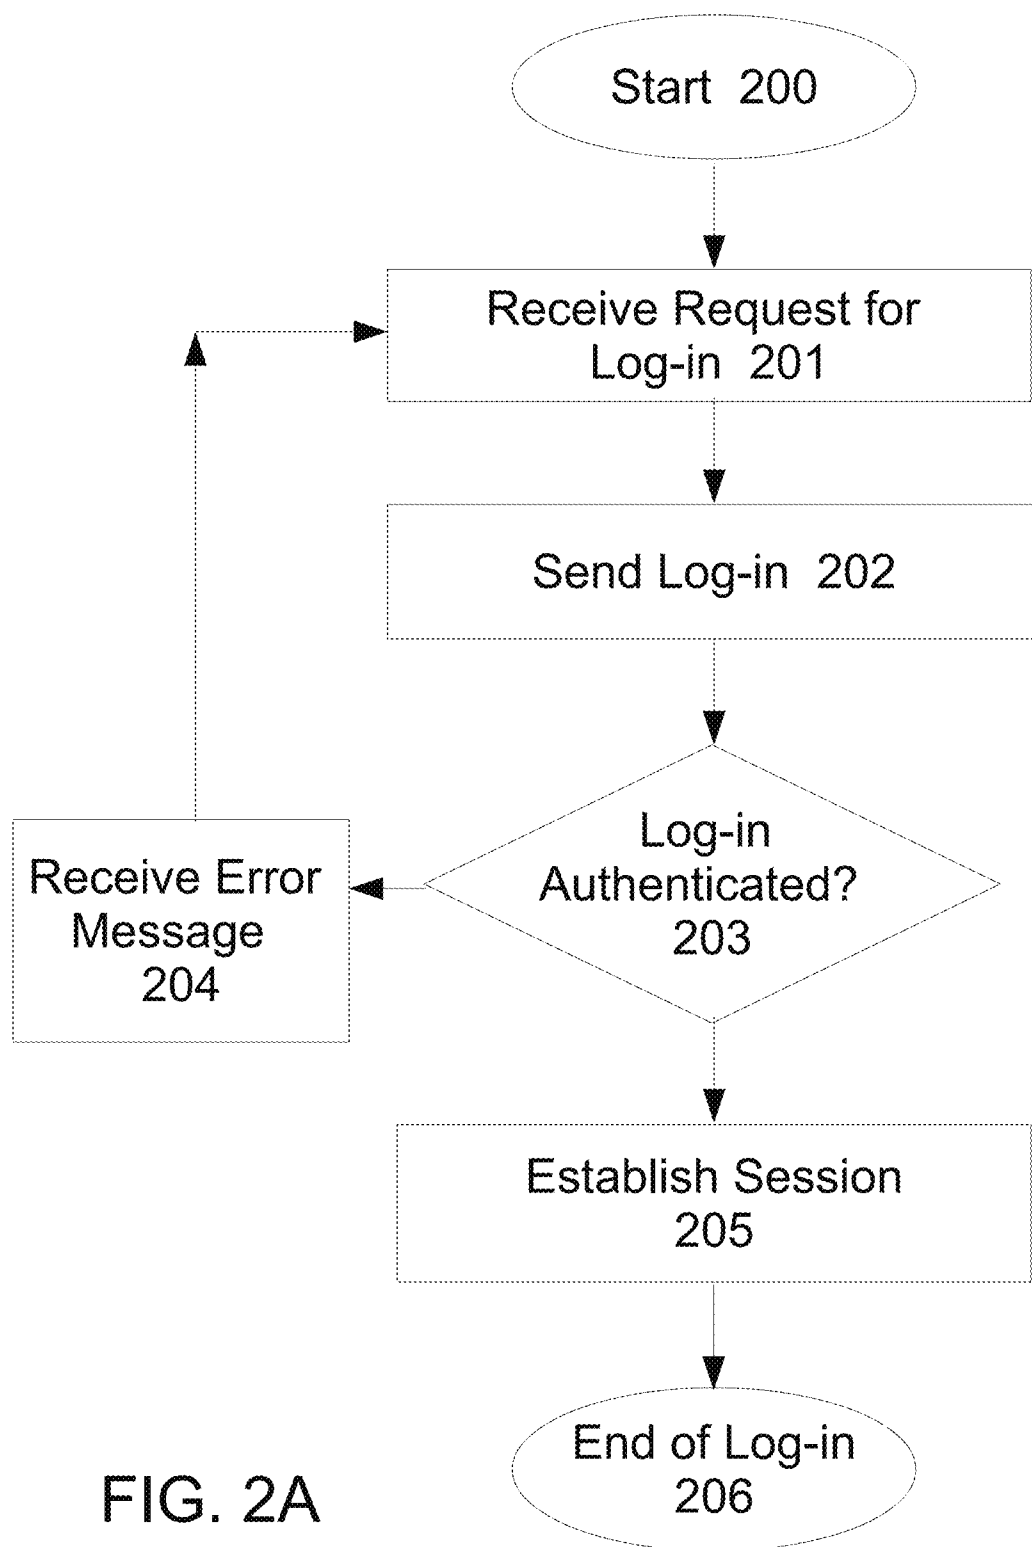 Start 200
Receive Request for
Log-in 201
Send Log-in 202
Log-in
Authenticated?
203
Receive Error
Message
204
Establish Session
205
End of Log-in
206
FIG. 2A